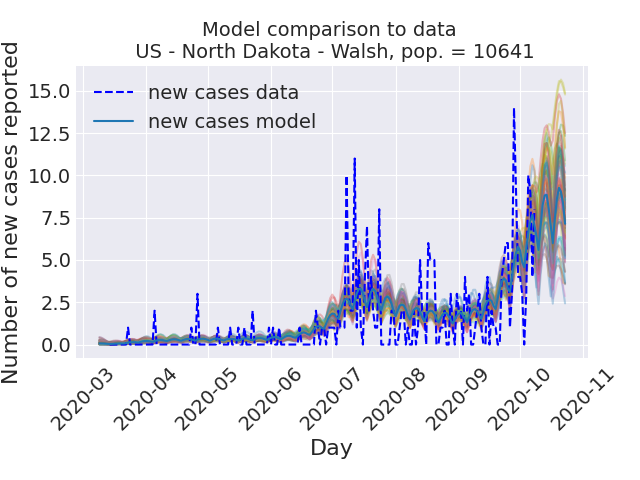 Model comparison to data
US - North Dakota - Walsh, pop. = 10641
Number of new cases reported
15.0
12.5
10.0
7.5
5.0
2.5
0.0
new cases data
new cases model
2020-03
2020-04
2020-05
2020-06
2020-07
2020-08
2020-09
2020-10
2020-11
Day